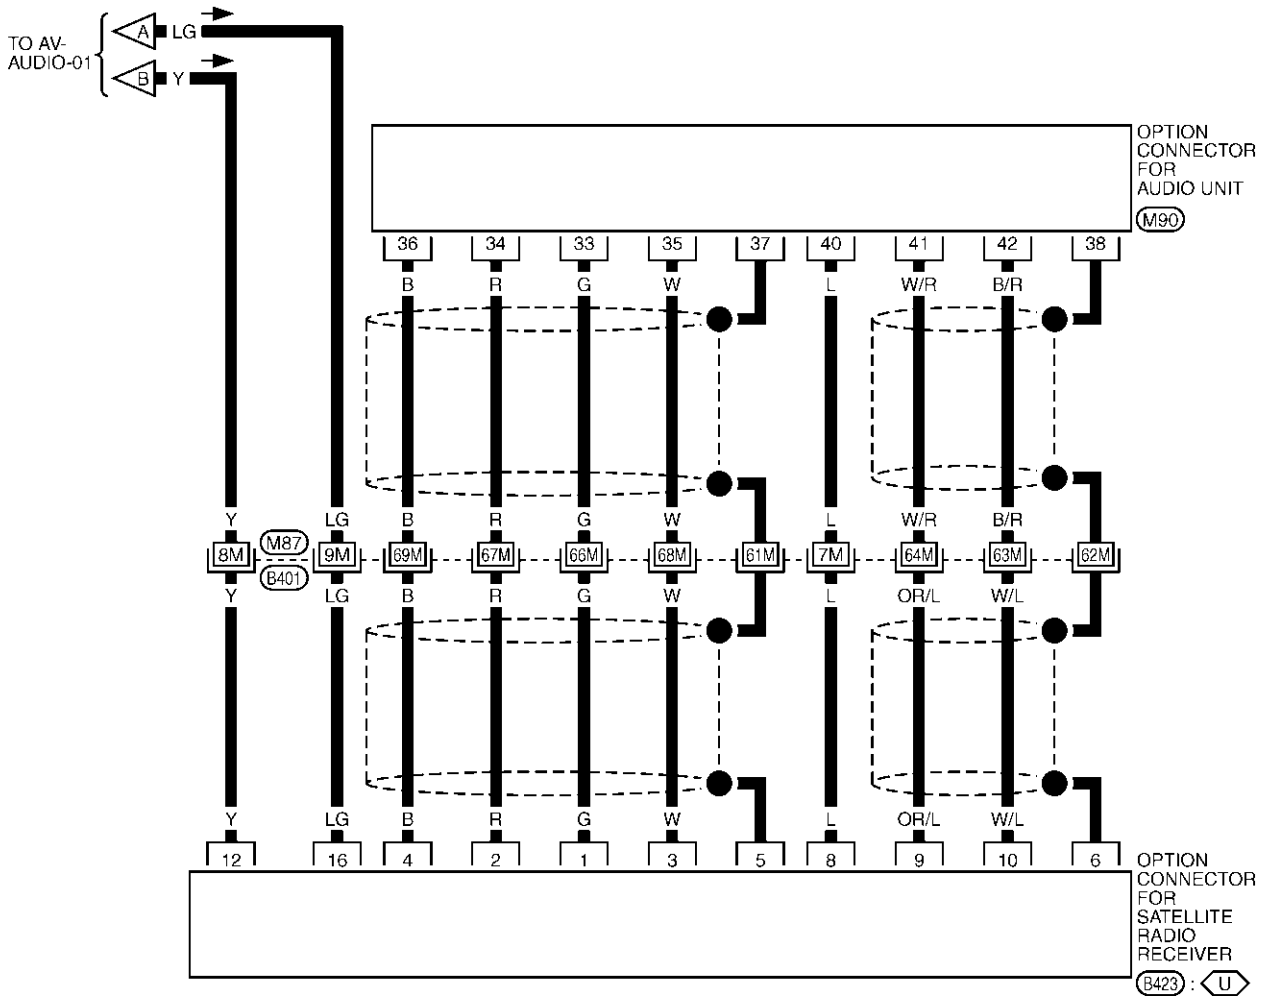 A LG
TO AV-
AUDIO-01
B Y
OPTION
CONNECTOR
FOR
AUDIO UNIT
M90
36 34 33 35 37 40 41 42 38
B R G W L W/R B/R
Y LG B R G W L W/R B/R
M87
8M 9M 69M 67M 66M 68M 61M 7M 64M 63M 62M
B401
Y LG B R G W L OR/L W/L
Y LG B R G W L OR/L W/L
12 16 4 2 1 3 5 8 9 10 6
OPTION
CONNECTOR
FOR
SATELLITE
RADIO
RECEIVER
B423 : U